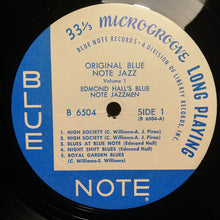 33⅓ MICROGROOVE LONG PLAYING
BLUE NOTE RECORDS · A DIVISION OF LIBERTY RECORDS, INC.
ORIGINAL BLUE
NOTE JAZZ
Volume 1
EDMOND HALL'S BLUE
NOTE JAZZMEN
B 6504 SIDE 1
(B 6504-A)
1. HIGH SOCIETY (C. Williams-A. J. Piron)
2. HIGH SOCIETY (C. Williams-A. J. Piron)
3. BLUES AT BLUE NOTE (Edmond Hall)
4. NIGHT SHIFT BLUES (Edmond Hall)
5. ROYAL GARDEN BLUES
(C. Williams-S. Williams)
BLUE
NOTE